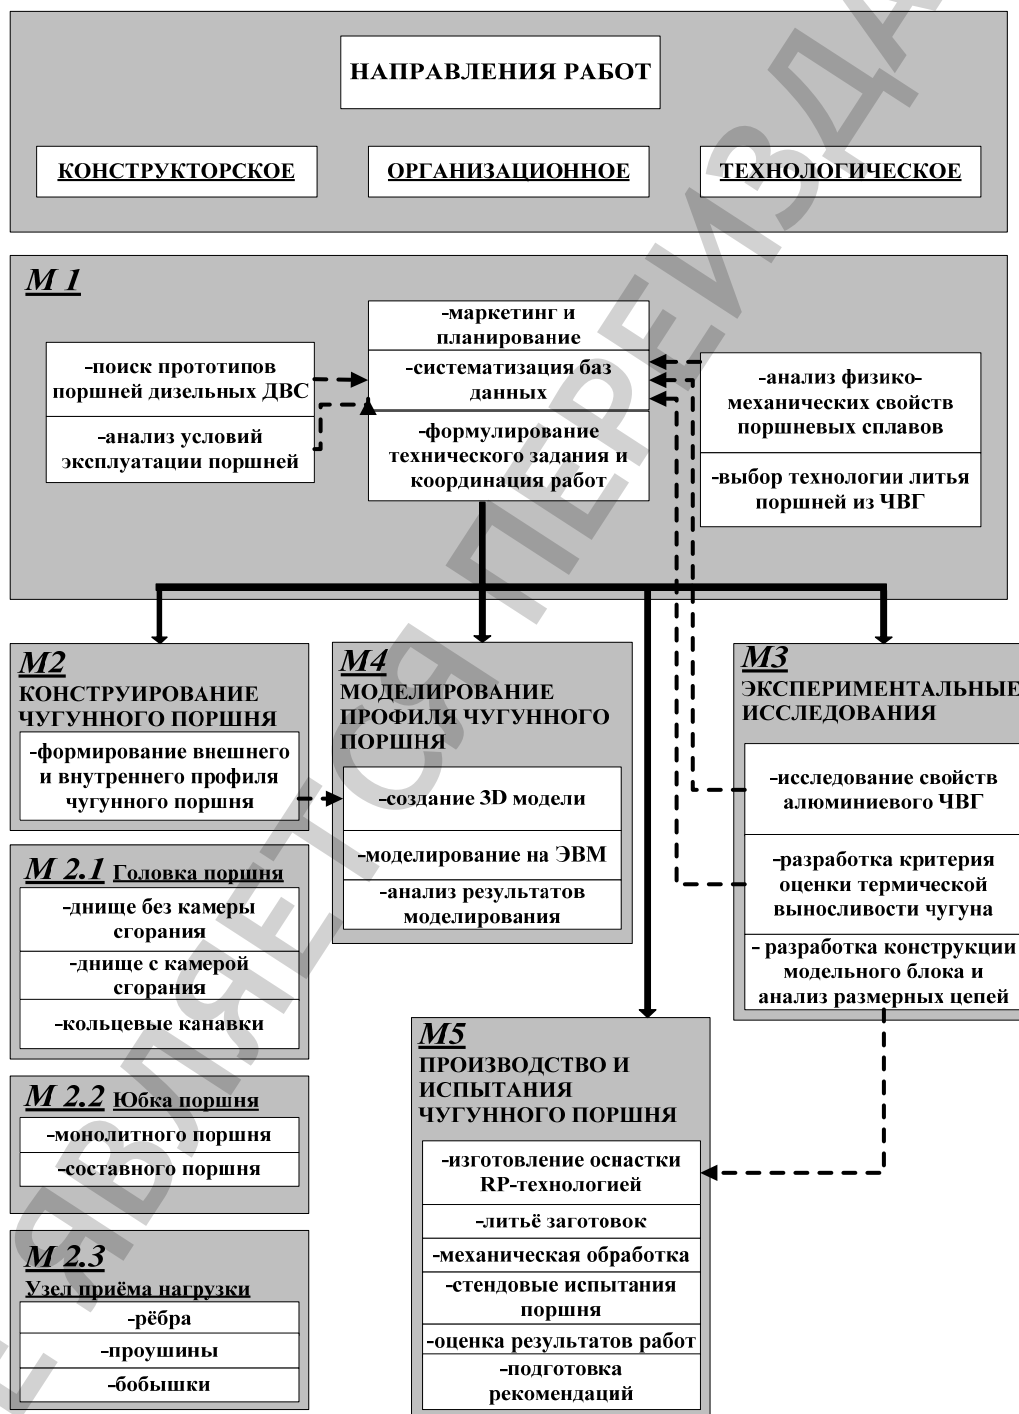 НАПРАВЛЕНИЯ РАБОТ
КОНСТРУКТОРСКОЕ
ОРГАНИЗАЦИОННОЕ
ТЕХНОЛОГИЧЕСКОЕ
М 1
-поиск прототипов
поршней дизельных ДВС
-анализ условий
эксплуатации поршней
-маркетинг и
планирование
-систематизация баз
данных
-формулирование
технического задания и
координация работ
-анализ физико-
механических свойств
поршневых сплавов
-выбор технологии литья
поршней из ЧВГ
М2
КОНСТРУИРОВАНИЕ
ЧУГУННОГО ПОРШНЯ
-формирование внешнего
и внутреннего профиля
чугунного поршня
М 2.1 Головка поршня
-днище без камеры
сгорания
-днище с камерой
сгорания
-кольцевые канавки
М 2.2 Юбка поршня
-монолитного поршня
-составного поршня
М 2.3
Узел приёма нагрузки
-рёбра
-проушины
-бобышки
М4
МОДЕЛИРОВАНИЕ
ПРОФИЛЯ ЧУГУННОГО
ПОРШНЯ
-создание 3D модели
-моделирование на ЭВМ
-анализ результатов
моделирования
М3
ЭКСПЕРИМЕНТАЛЬНЫЕ
ИССЛЕДОВАНИЯ
-исследование свойств
алюминиевого ЧВГ
-разработка критерия
оценки термической
выносливости чугуна
- разработка конструкции
модельного блока и
анализ размерных цепей
М5
ПРОИЗВОДСТВО И
ИСПЫТАНИЯ
ЧУГУННОГО ПОРШНЯ
-изготовление оснастки
RP-технологией
-литьё заготовок
-механическая обработка
-стендовые испытания
поршня
-оценка результатов работ
-подготовка
рекомендаций
Е ЯВЛЯЕТСЯ ПЕРЕИЗДА